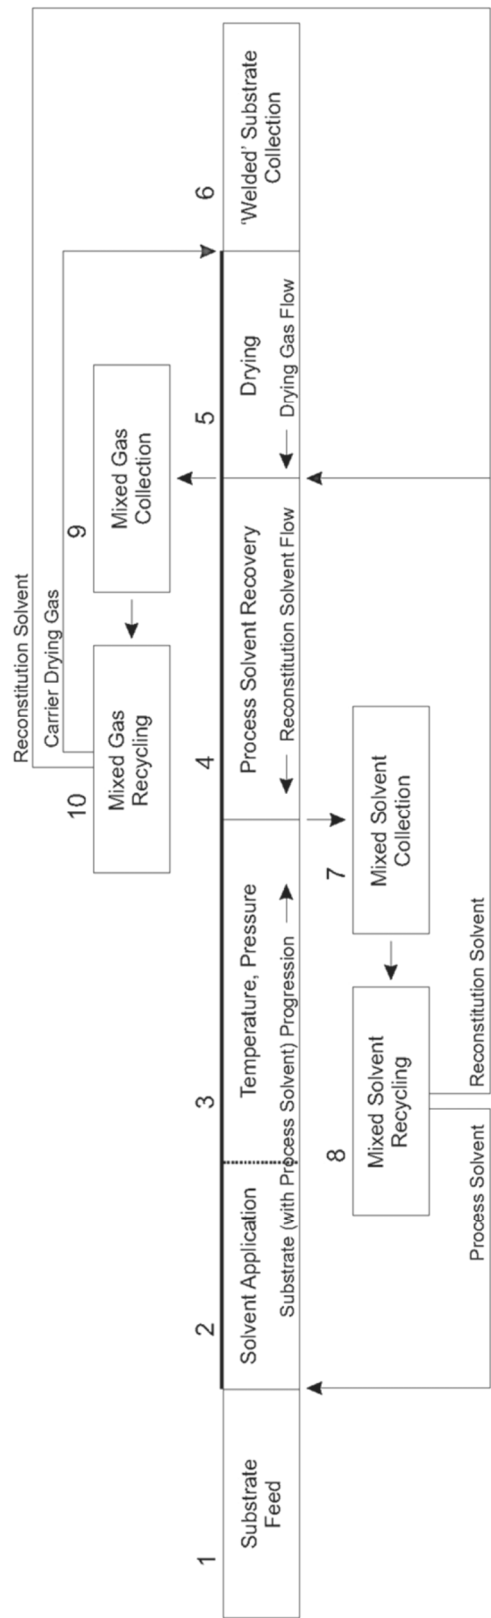 Reconstitution Solvent
Carrier Drying Gas
10
Mixed Gas
Recycling
9
Mixed Gas
Collection
1
Substrate
Feed
2
Solvent Application
3
Temperature, Pressure
Substrate (with Process Solvent) Progression
4
Process Solvent Recovery
Reconstitution Solvent Flow
5
Drying
Drying Gas Flow
6
'Welded' Substrate
Collection
8
Mixed Solvent
Recycling
7
Mixed Solvent
Collection
Process Solvent
Reconstitution Solvent